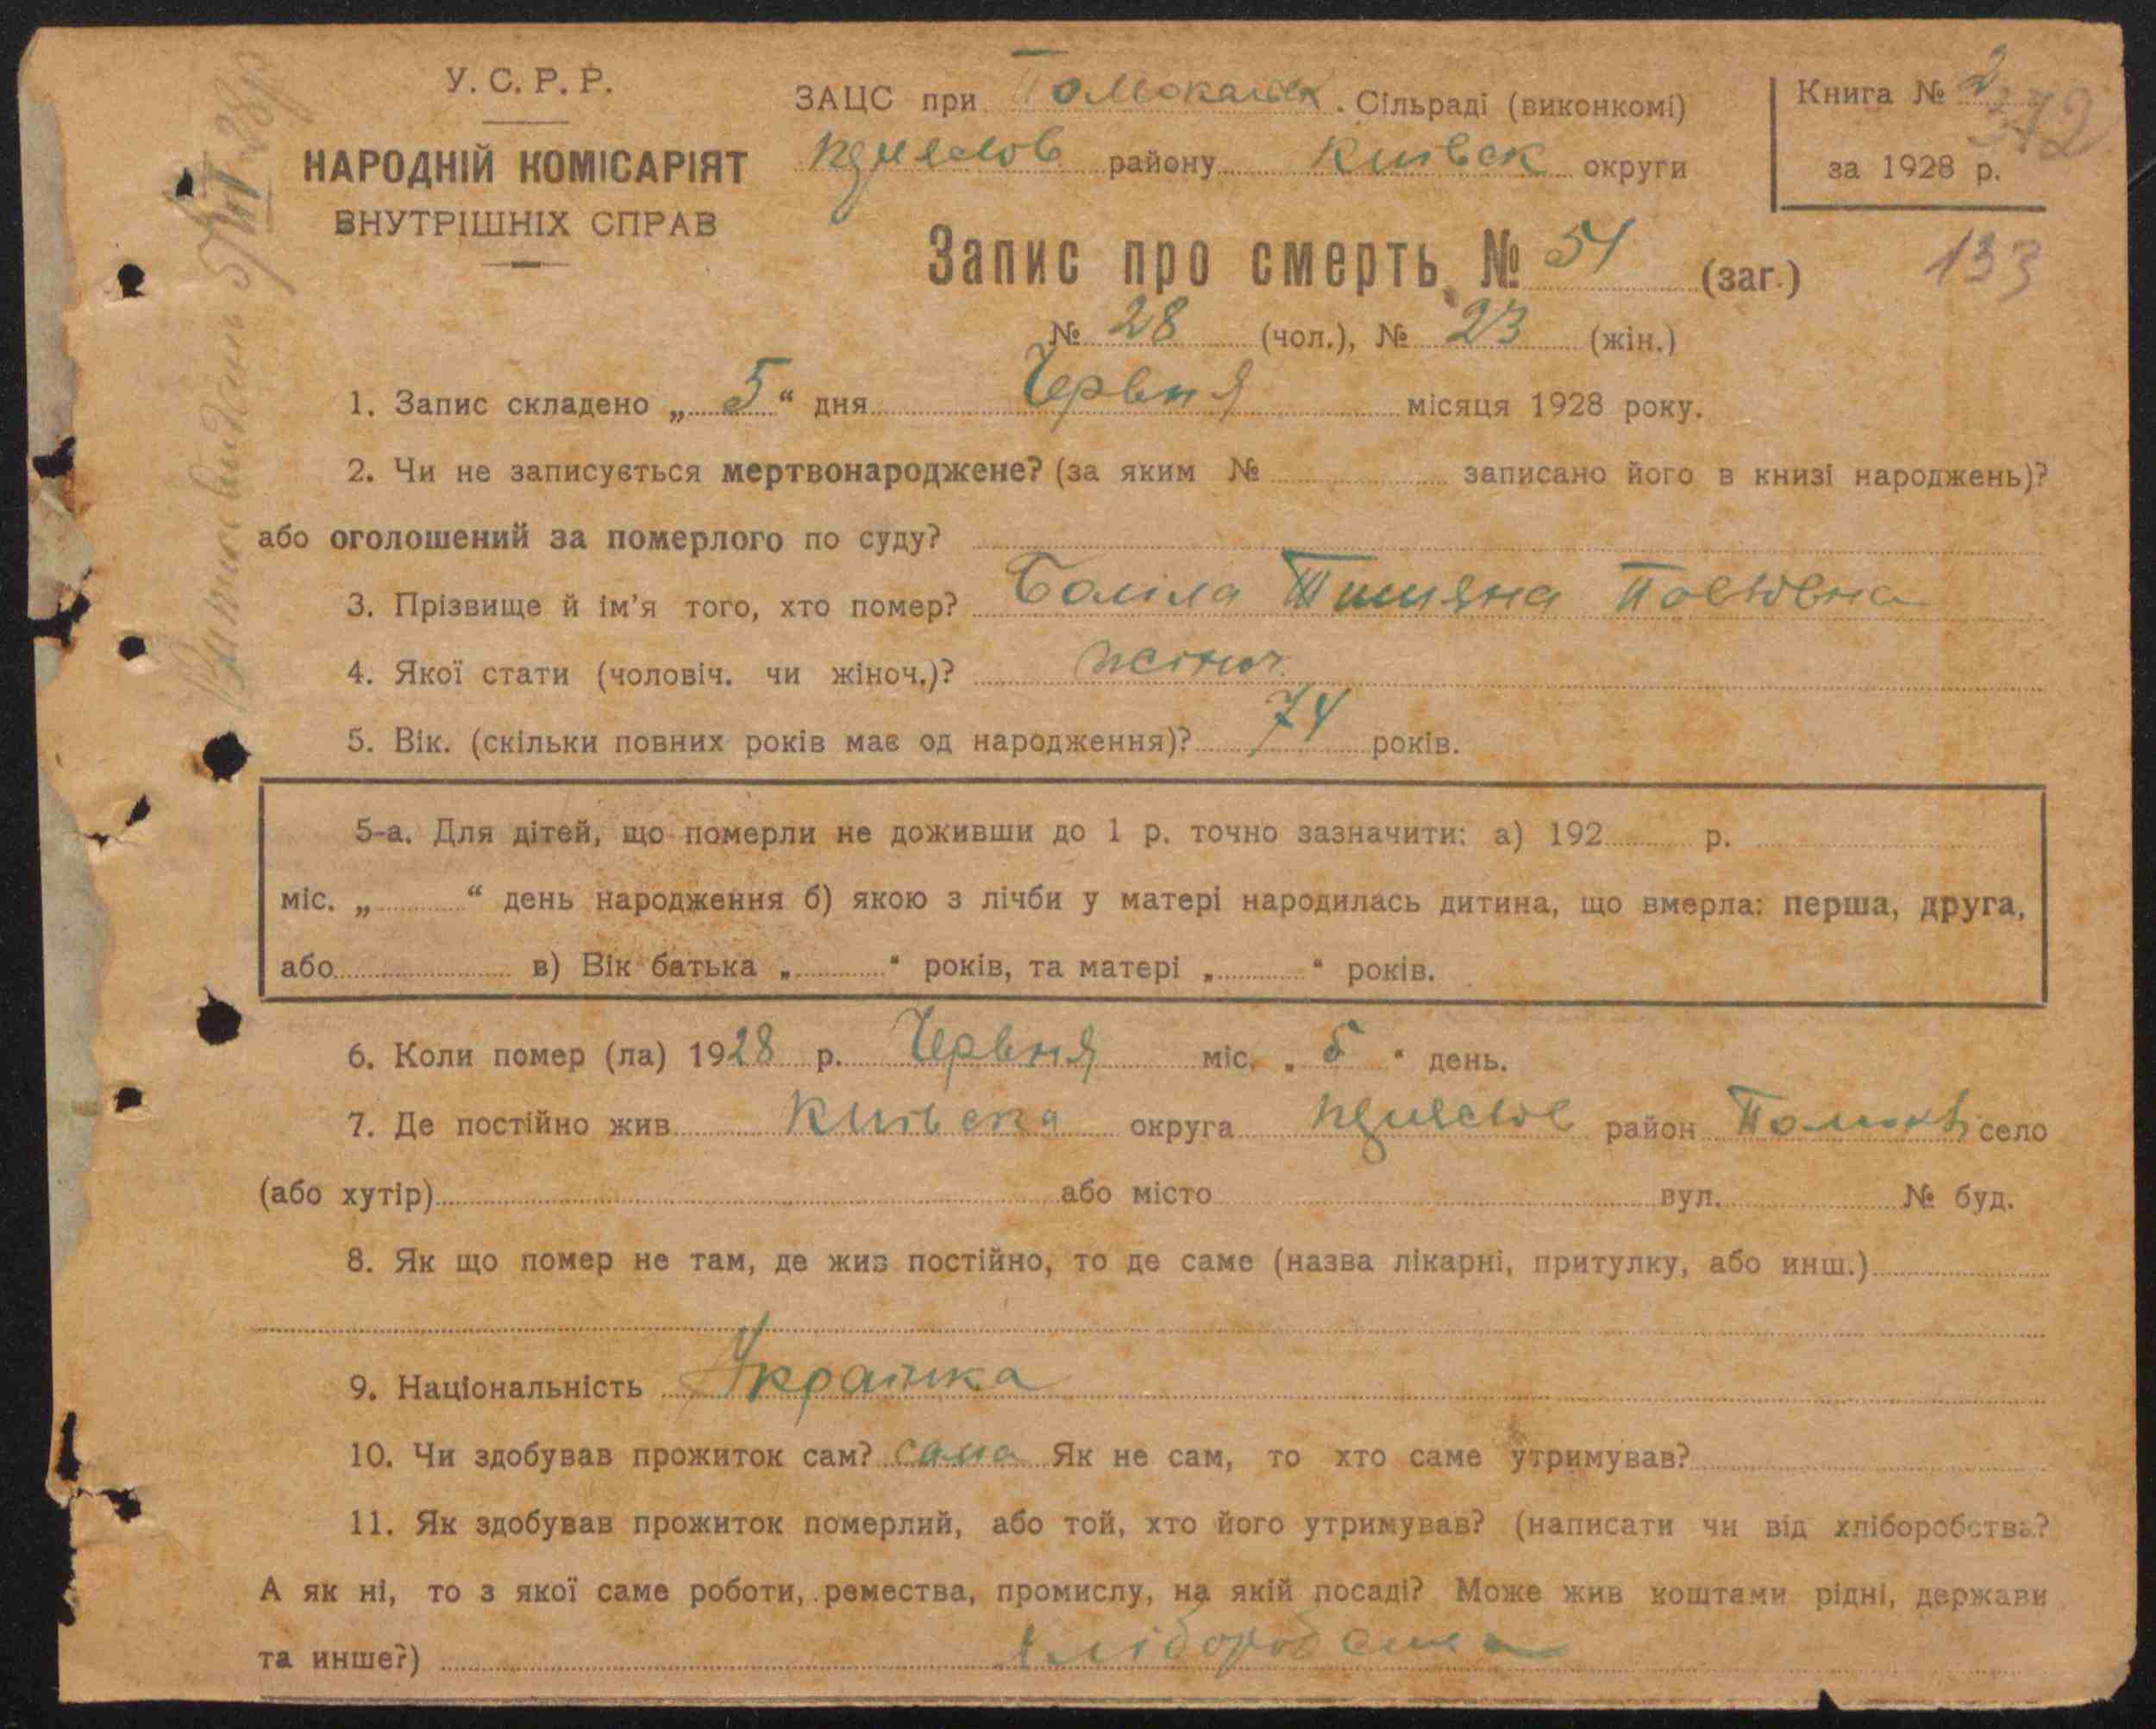 У.С.Р.Р.
НАРОДНІЙ КОМІСАРІЯТ
ВНУТРІШНІХ СПРАВ
ЗАЦС при Сільраді (виконкомі)
району Київск округи
Книга № 2
372
за 1928 р.
Запис про смерть № 51 (заг.)
133
№ 28 (чол.), № 23 (жін.)
1. Запис складено „5“ дня Червня місяця 1928 року.
2. Чи не записується мертвонароджене? (за яким № записано його в книзі народжень)?
або оголошений за померлого по суду?
3. Прізвище й ім’я того, хто помер?
4. Якої стати (чоловіч. чи жіноч.)? жіноч.
5. Вік. (скільки повних років має од народження)? 74 років.
5-а. Для дітей, що померли не доживши до 1 р. точно зазначити: а) 192 р.
міс. „ “ день народження б) якою з лічби у матері народилась дитина, що вмерла: перша, друга,
або в) Вік батька „ “ років, та матері „ “ років.
6. Коли помер (ла) 1928 р. Червня міс. „5“ день.
7. Де постійно жив Київска округа район село
(або хутір) або місто вул. № буд.
8. Як що помер не там, де жив постійно, то де саме (назва лікарні, притулку, або инш.)
9. Національність Украінка
10. Чи здобував прожиток сам? сама Як не сам, то хто саме утримував?
11. Як здобував прожиток померлий, або той, хто його утримував? (написати чи від хліборобства?
А як ні, то з якої саме роботи, ремества, промислу, на якій посаді? Може жив коштами рідні, держави
та инше?)